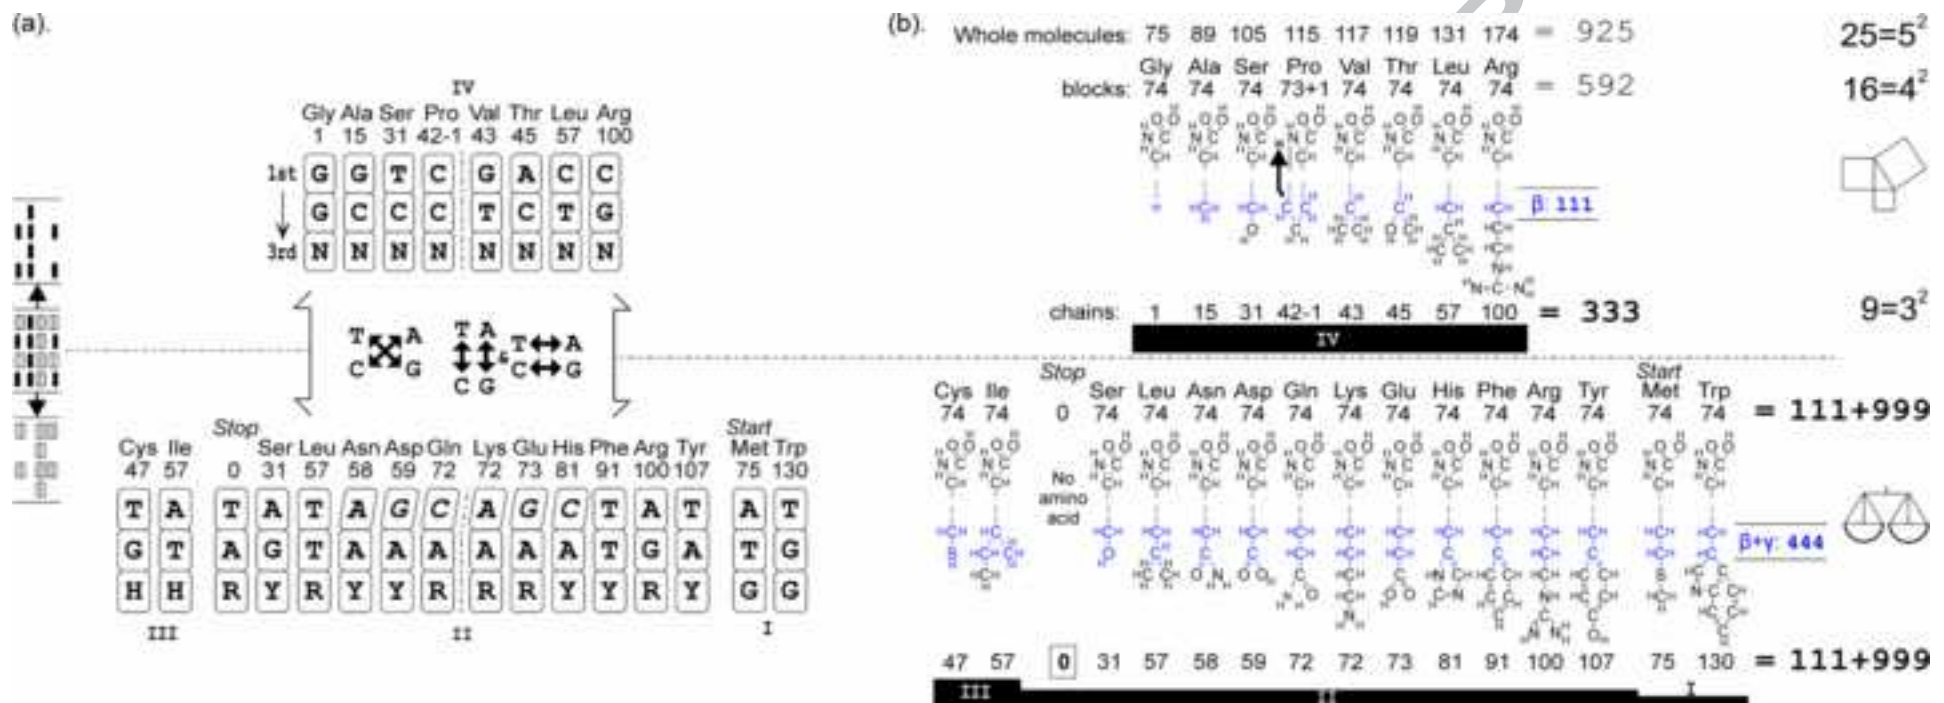 (a).
IV
Gly Ala Ser Pro Val Thr Leu Arg
1 15 31 42-1 43 45 57 100
1st G G T C G A C C
G C C C T C T G
3rd N N N N N N N N
T A T A T A
C G C G & C G
Stop Start
Cys Ile Ser Leu Asn Asp Gln Lys Glu His Phe Arg Tyr Met Trp
47 57 0 31 57 58 59 72 72 73 81 91 100 107 75 130
T A T A T A G C A G C T A T A T
G T A G T A A A A A A T G A T G
H H R Y R Y Y R R R Y Y R Y G G
III II I
(b).
Whole molecules: 75 89 105 115 117 119 131 174 = 925
Gly Ala Ser Pro Val Thr Leu Arg
blocks: 74 74 74 73+1 74 74 74 74 = 592
β: 111
chains: 1 15 31 42-1 43 45 57 100 = 333
IV
25=5²
16=4²
9=3²
Stop Start
Cys Ile Ser Leu Asn Asp Gln Lys Glu His Phe Arg Tyr Met Trp
74 74 0 74 74 74 74 74 74 74 74 74 74 74 74 74 = 111+999
No
amino
acid
β+γ: 444
47 57 0 31 57 58 59 72 72 73 81 91 100 107 75 130 = 111+999
III II I